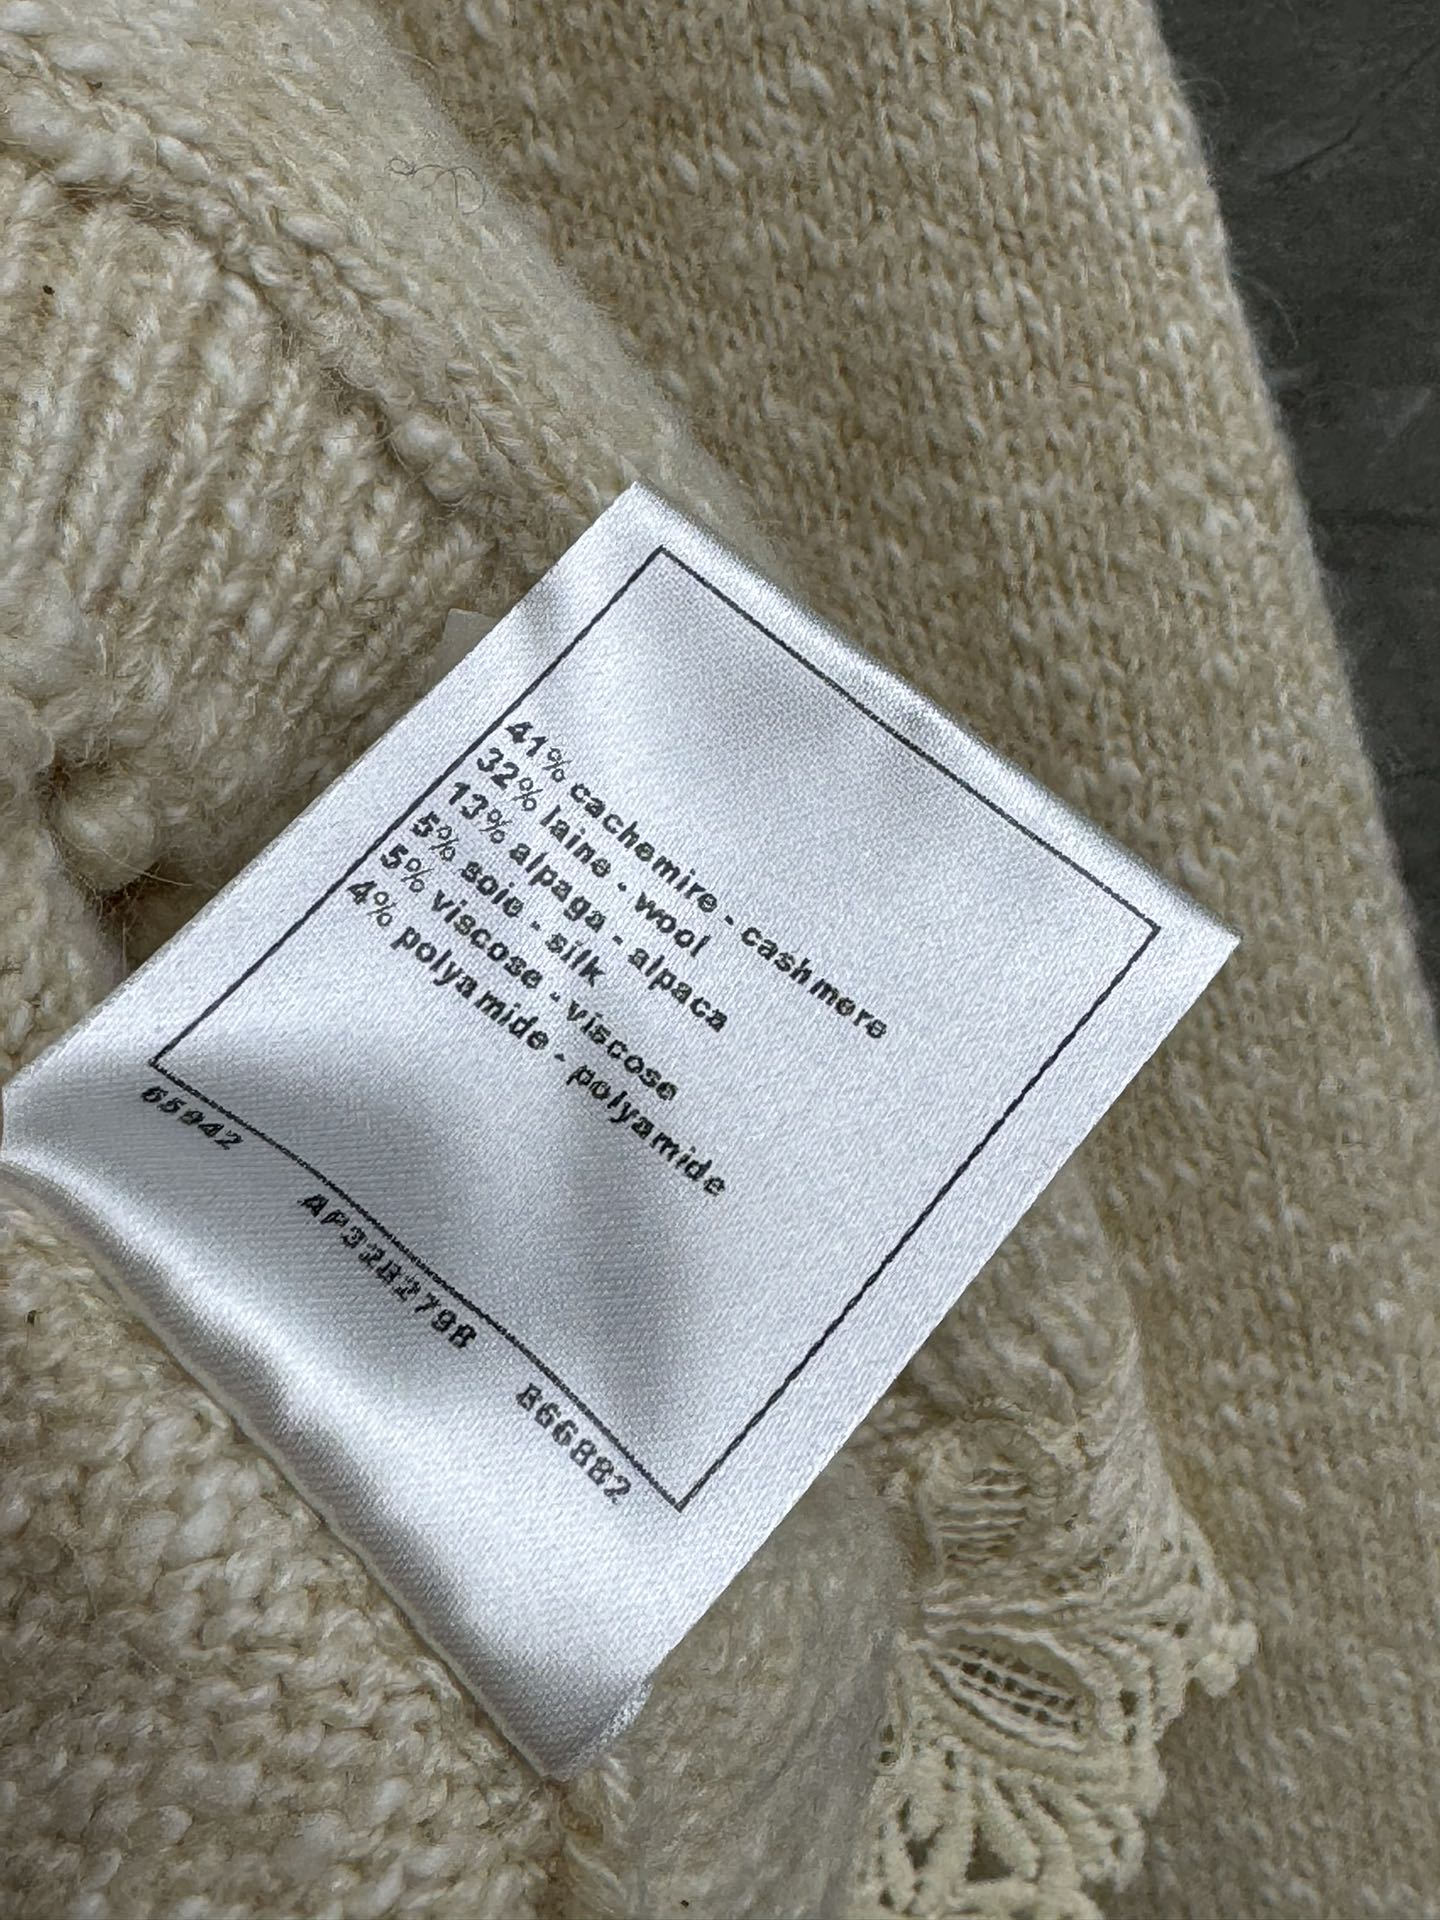 41% cachemire - cashmere
32% laine - wool
13% alpaga - alpaca
5% soie - silk
5% viscose - viscose
4% polyamide - polyamide
65942
AP32B2798
B66882